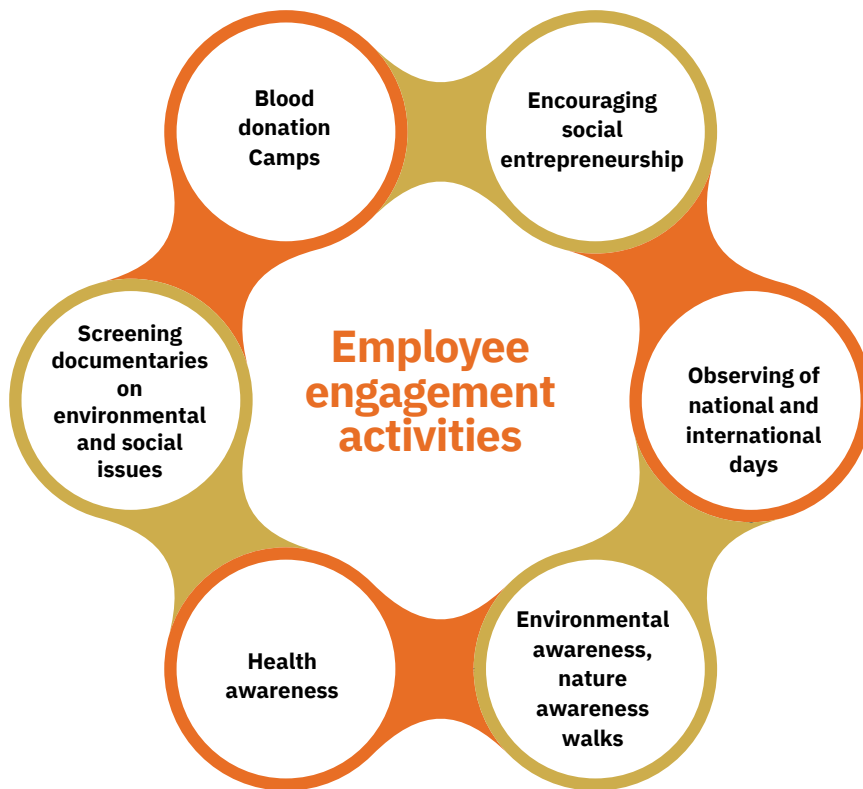 Blood
donation
Camps
Encouraging
social
entrepreneurship
Screening
documentaries
on
environmental
and social
issues
Employee
engagement
activities
Observing of
national and
international
days
Health
awareness
Environmental
awareness,
nature
awareness
walks